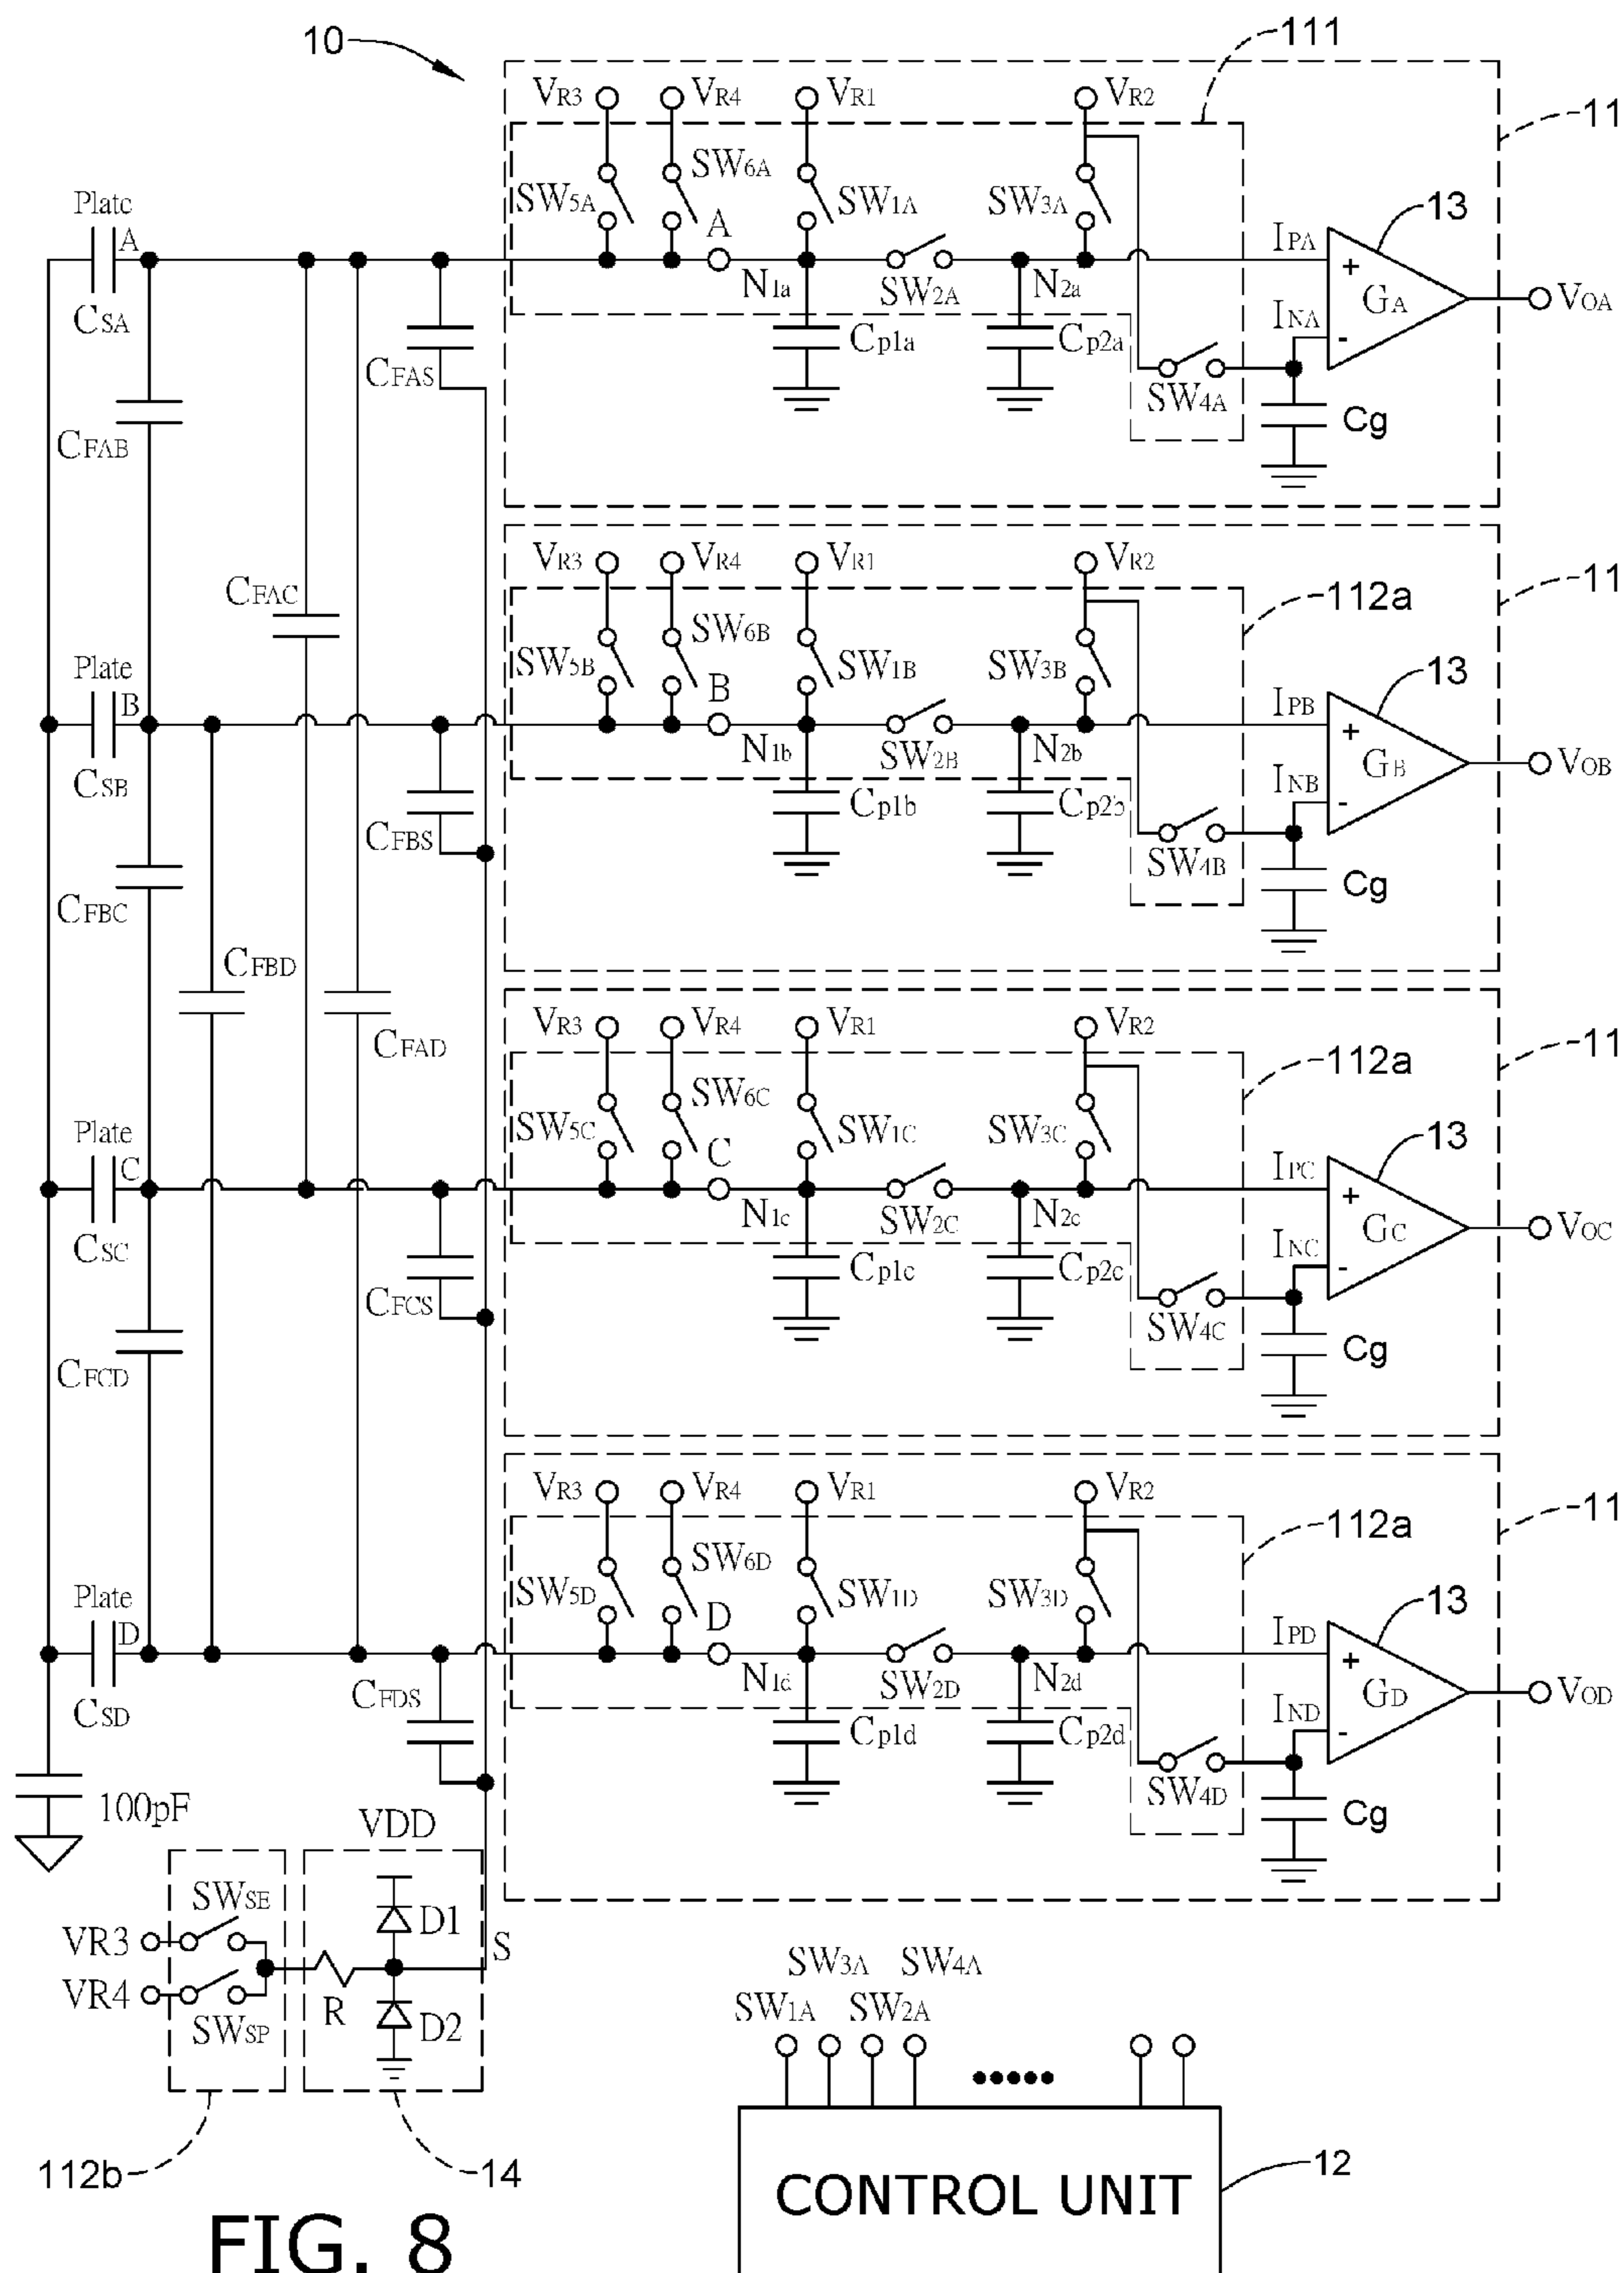 10
111
VR3 VR4 VR1 VR2
11
SW5A SW6A SW1A SW3A
13
Plate
A
A
CSA
N1a SW2A N2a
IPA
+
GA
VOA
INA
-
CFAS
Cp1a Cp2a
SW4A
Cg
CFAB
VR3 VR4 VR1 VR2
11
CFAC
112a
SW5B SW6B SW1B SW3B
13
Plate
B
B
CSB
N1b SW2B N2b
IPB
+
GB
VOB
INB
-
CFBS
Cp1b Cp2b
SW4B
Cg
CFBC
CFBD
VR3 VR4 VR1 VR2
11
CFAD
112a
SW5C SW6C SW1C SW3C
13
Plate
C
C
CSC
N1c SW2C N2c
IPC
+
GC
VOC
INC
-
CFCS
Cp1c Cp2c
SW4C
Cg
CFCD
VR3 VR4 VR1 VR2
11
112a
SW5D SW6D SW1D SW3D
13
Plate
D
D
CSD
N1d SW2D N2d
IPD
+
GD
VOD
IND
-
CFDS
Cp1d Cp2d
SW4D
Cg
100pF
VDD
SWSE
VR3
D1
S
VR4
SWSP
R
D2
SW3A SW4A
SW1A SW2A
112b
14
12
CONTROL UNIT
FIG. 8